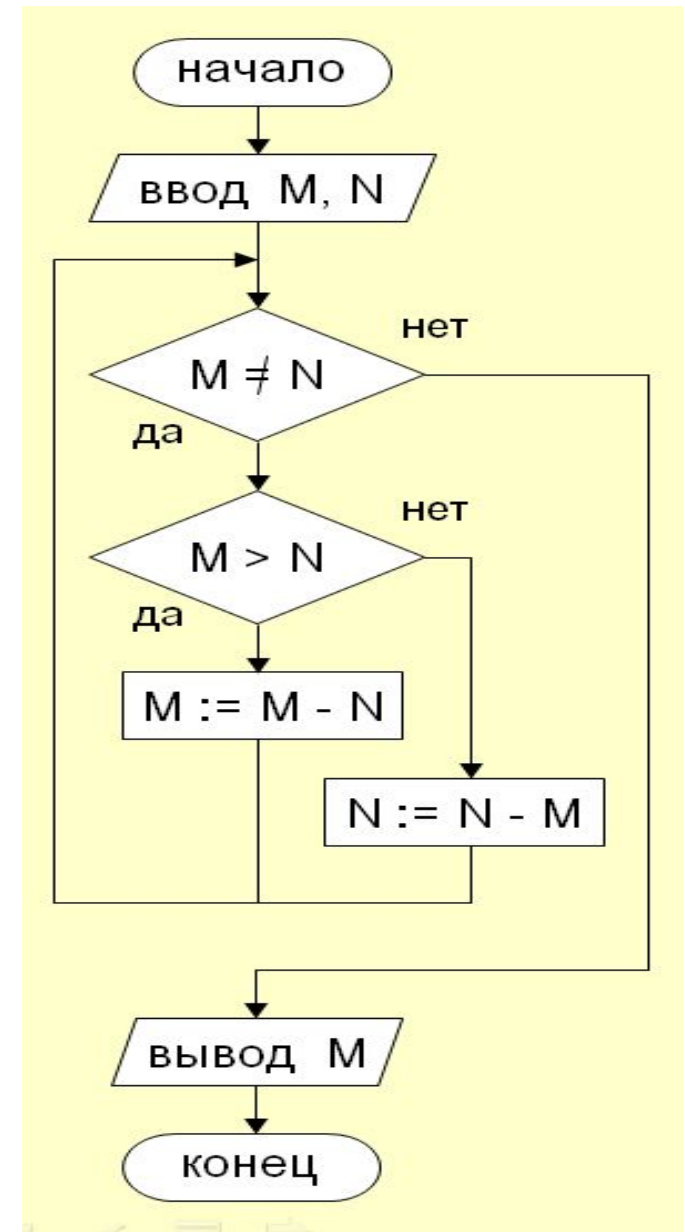 начало
ввод M, N
M ≠ N
нет
да
M > N
нет
да
M := M - N
N := N - M
вывод M
конец